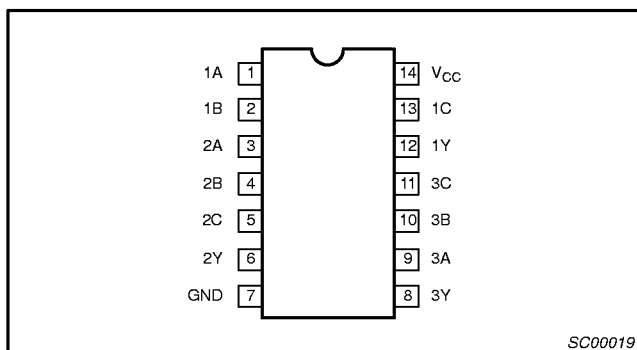 1A 1 14 VCC
1B 2 13 1C
2A 3 12 1Y
2B 4 11 3C
2C 5 10 3B
2Y 6 9 3A
GND 7 8 3Y
SC00019